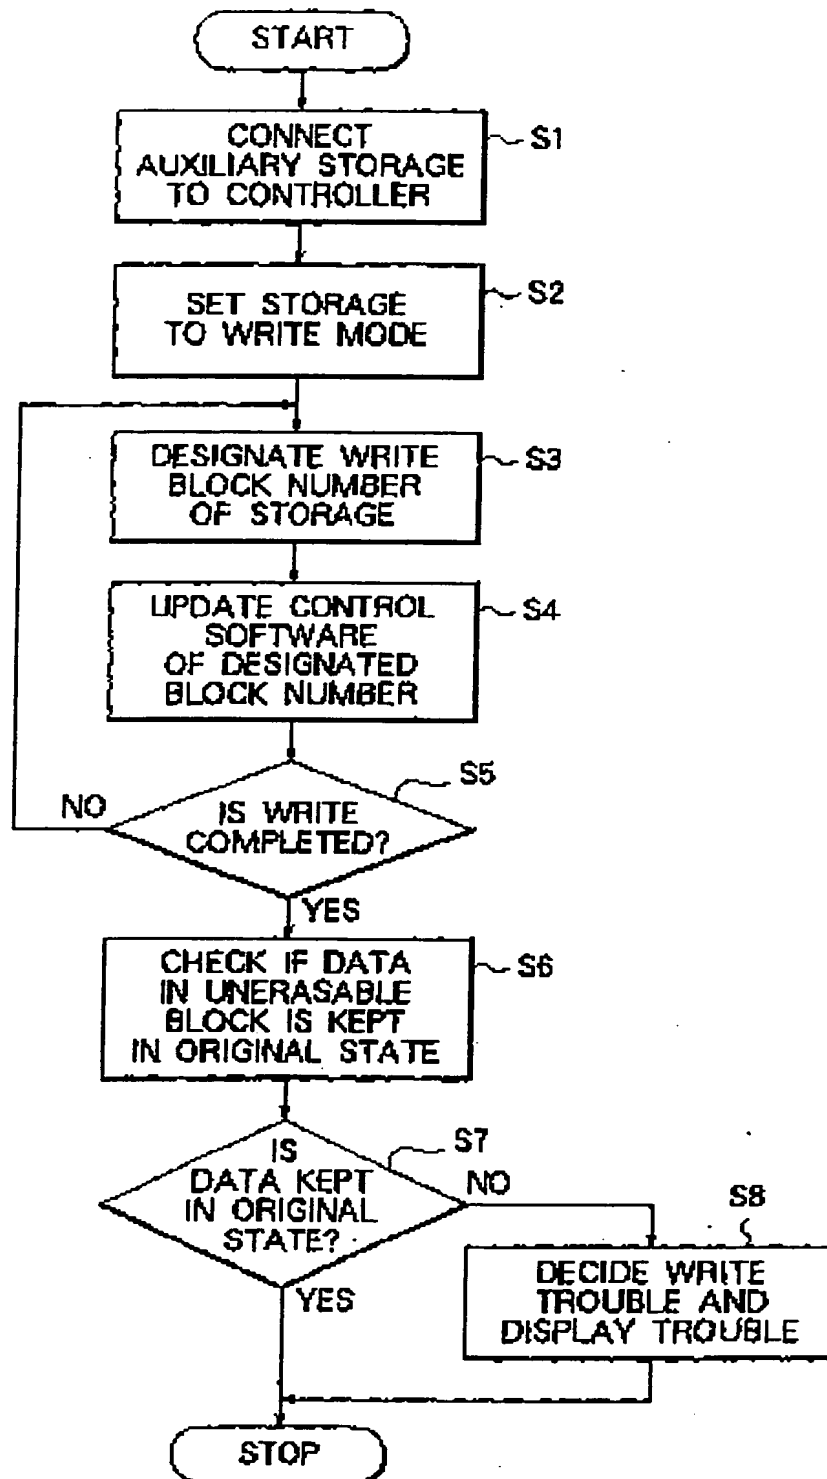 START
CONNECT
AUXILIARY STORAGE
TO CONTROLLER
S1
SET STORAGE
TO WRITE MODE
S2
DESIGNATE WRITE
BLOCK NUMBER
OF STORAGE
S3
UPDATE CONTROL
SOFTWARE
OF DESIGNATED
BLOCK NUMBER
S4
IS WRITE
COMPLETED?
S5
NO
YES
CHECK IF DATA
IN UNERASABLE
BLOCK IS KEPT
IN ORIGINAL STATE
S6
IS
DATA KEPT
IN ORIGINAL
STATE?
S7
NO
YES
S8
DECIDE WRITE
TROUBLE AND
DISPLAY TROUBLE
STOP